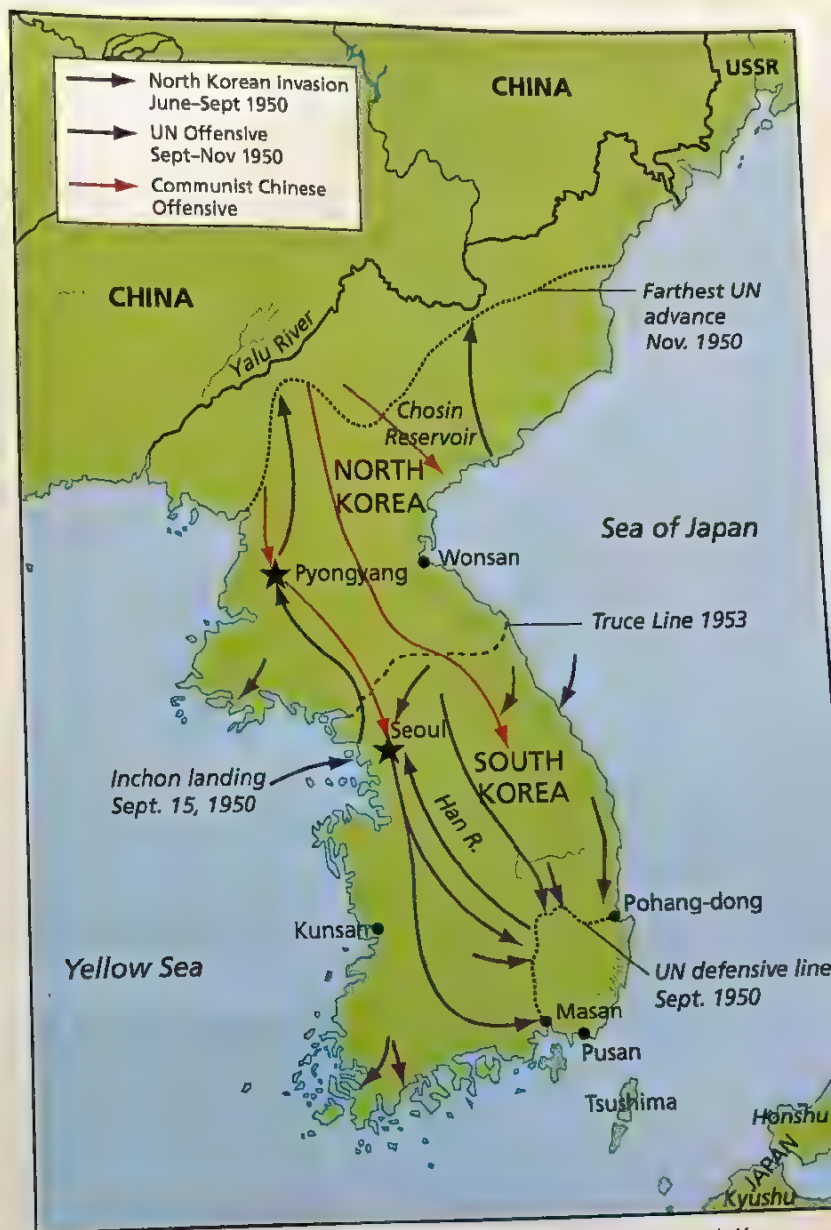 North Korean Invasion
June–Sept 1950
UN Offensive
Sept–Nov 1950
Communist Chinese
Offensive
CHINA
USSR
CHINA
Yalu River
Farthest UN
advance
Nov. 1950
Chosin
Reservoir
NORTH
KOREA
Sea of Japan
Wonsan
Pyongyang
Truce Line 1953
Seoul
SOUTH
KOREA
Inchon landing
Sept. 15, 1950
Han R.
Pohang-dong
Kunsan
Yellow Sea
UN defensive line
Sept. 1950
Masan
Pusan
Tsushima
Honshu
JAPAN
Kyushu